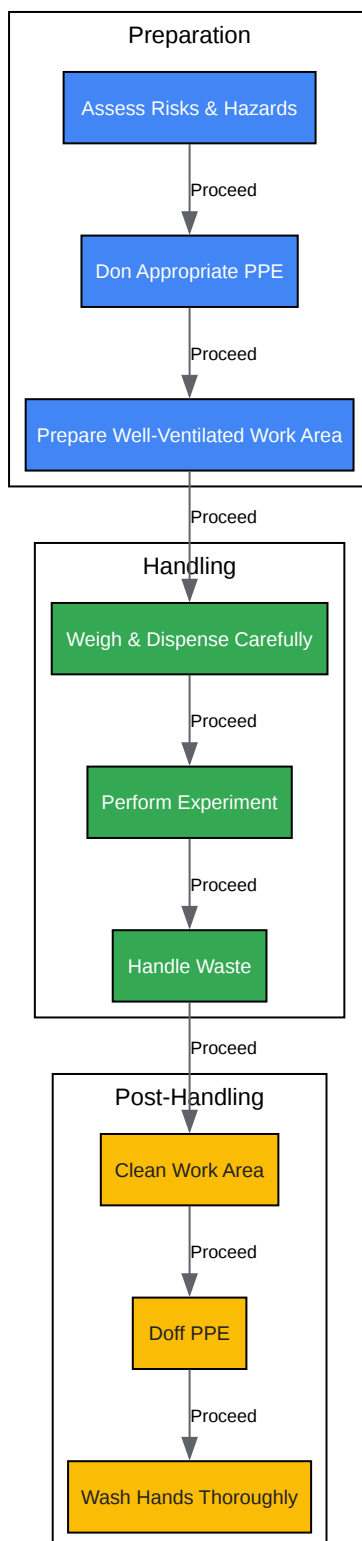 Preparation
Assess Risks & Hazards
Proceed
Don Appropriate PPE
Proceed
Prepare Well-Ventilated Work Area
Proceed
Handling
Weigh & Dispense Carefully
Proceed
Perform Experiment
Proceed
Handle Waste
Proceed
Post-Handling
Clean Work Area
Proceed
Doff PPE
Proceed
Wash Hands Thoroughly